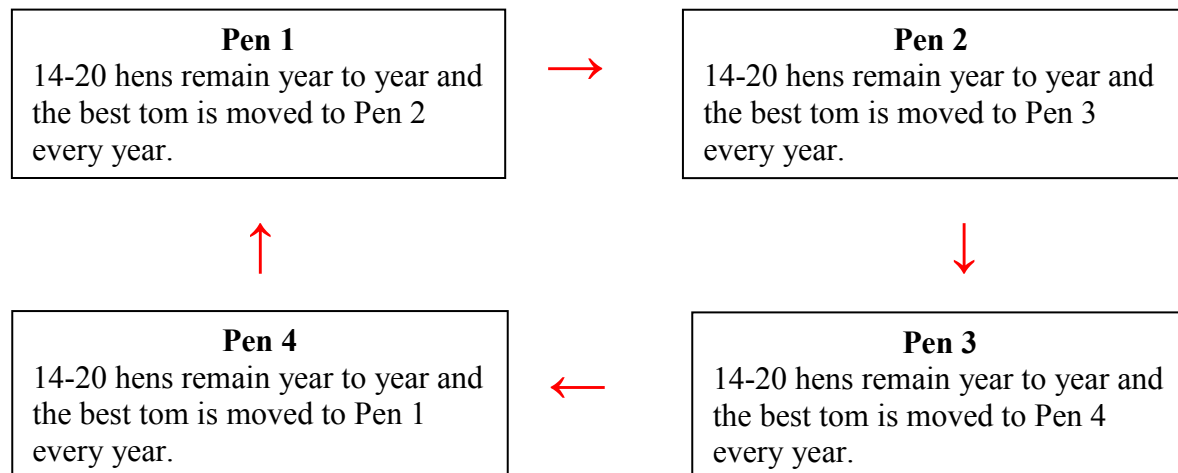 Pen 1
14-20 hens remain year to year and
the best tom is moved to Pen 2
every year.
Pen 2
14-20 hens remain year to year and
the best tom is moved to Pen 3
every year.
Pen 4
14-20 hens remain year to year and
the best tom is moved to Pen 1
every year.
Pen 3
14-20 hens remain year to year and
the best tom is moved to Pen 4
every year.